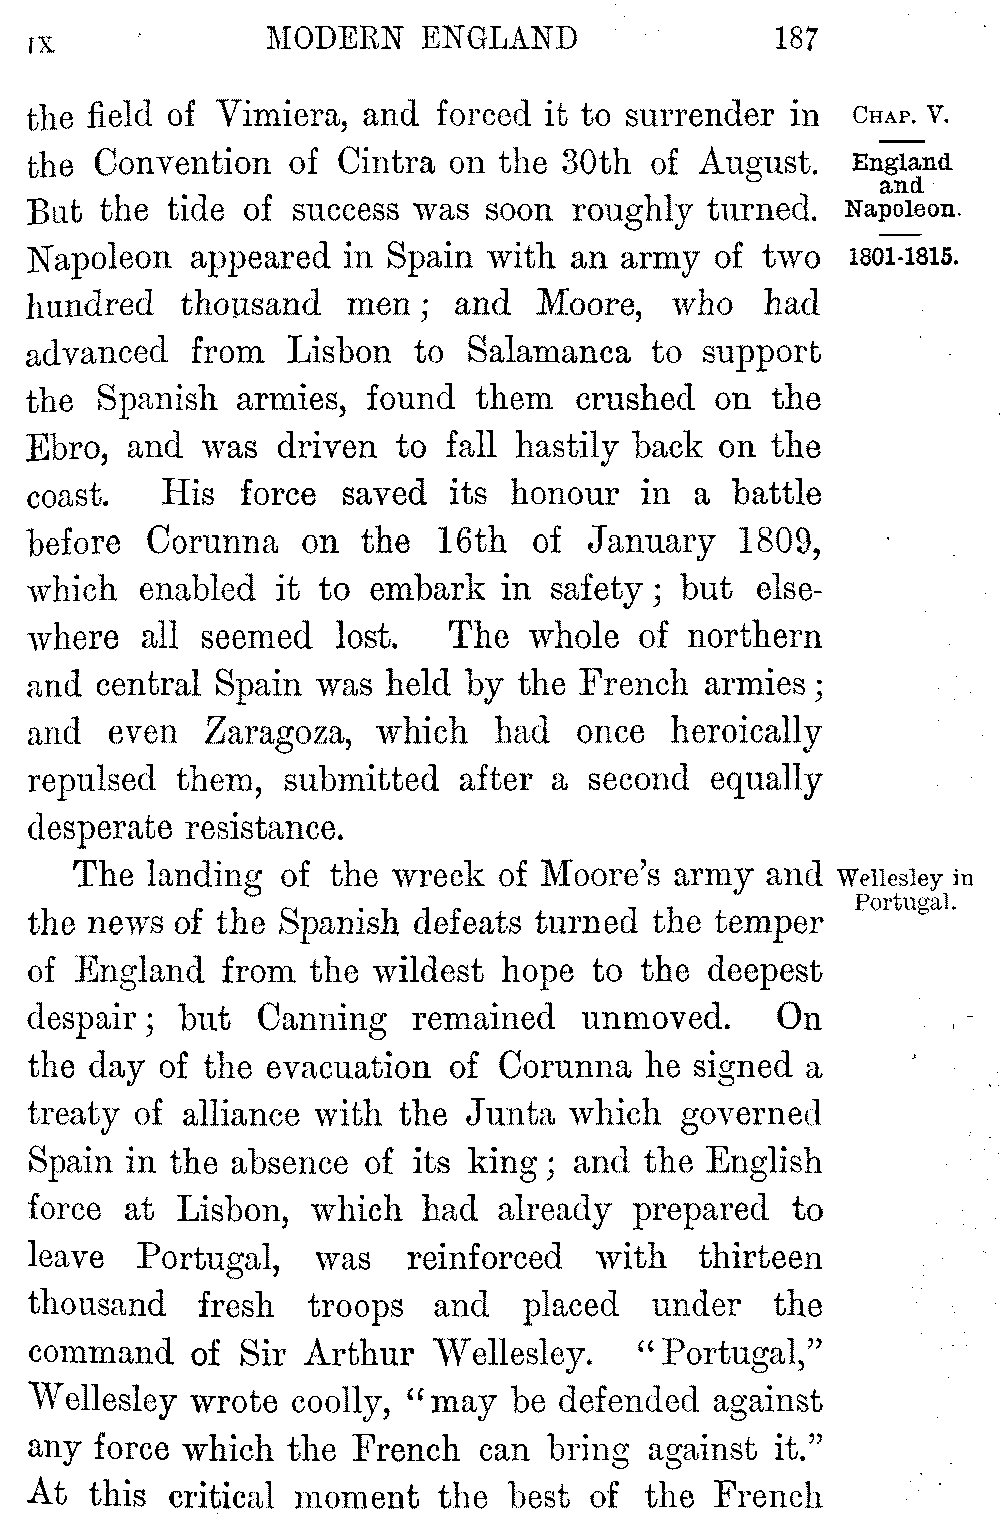 IX MODERN ENGLAND 187
the field of Vimiera, and forced it to surrender in
the Convention of Cintra on the 30th of August.
But the tide of success was soon roughly turned.
Napoleon appeared in Spain with an army of two
hundred thousand men; and Moore, who had
advanced from Lisbon to Salamanca to support
the Spanish armies, found them crushed on the
Ebro, and was driven to fall hastily back on the
coast. His force saved its honour in a battle
before Corunna on the 16th of January 1809,
which enabled it to embark in safety; but else-
where all seemed lost. The whole of northern
and central Spain was held by the French armies;
and even Zaragoza, which had once heroically
repulsed them, submitted after a second equally
desperate resistance.
The landing of the wreck of Moore's army and
the news of the Spanish defeats turned the temper
of England from the wildest hope to the deepest
despair; but Canning remained unmoved. On
the day of the evacuation of Corunna he signed a
treaty of alliance with the Junta which governed
Spain in the absence of its king; and the English
force at Lisbon, which had already prepared to
leave Portugal, was reinforced with thirteen
thousand fresh troops and placed under the
command of Sir Arthur Wellesley. "Portugal,"
Wellesley wrote coolly, "may be defended against
any force which the French can bring against it."
At this critical moment the best of the French
CHAP. V.
England
and
Napoleon.
1801-1815.
Wellesley in
Portugal.